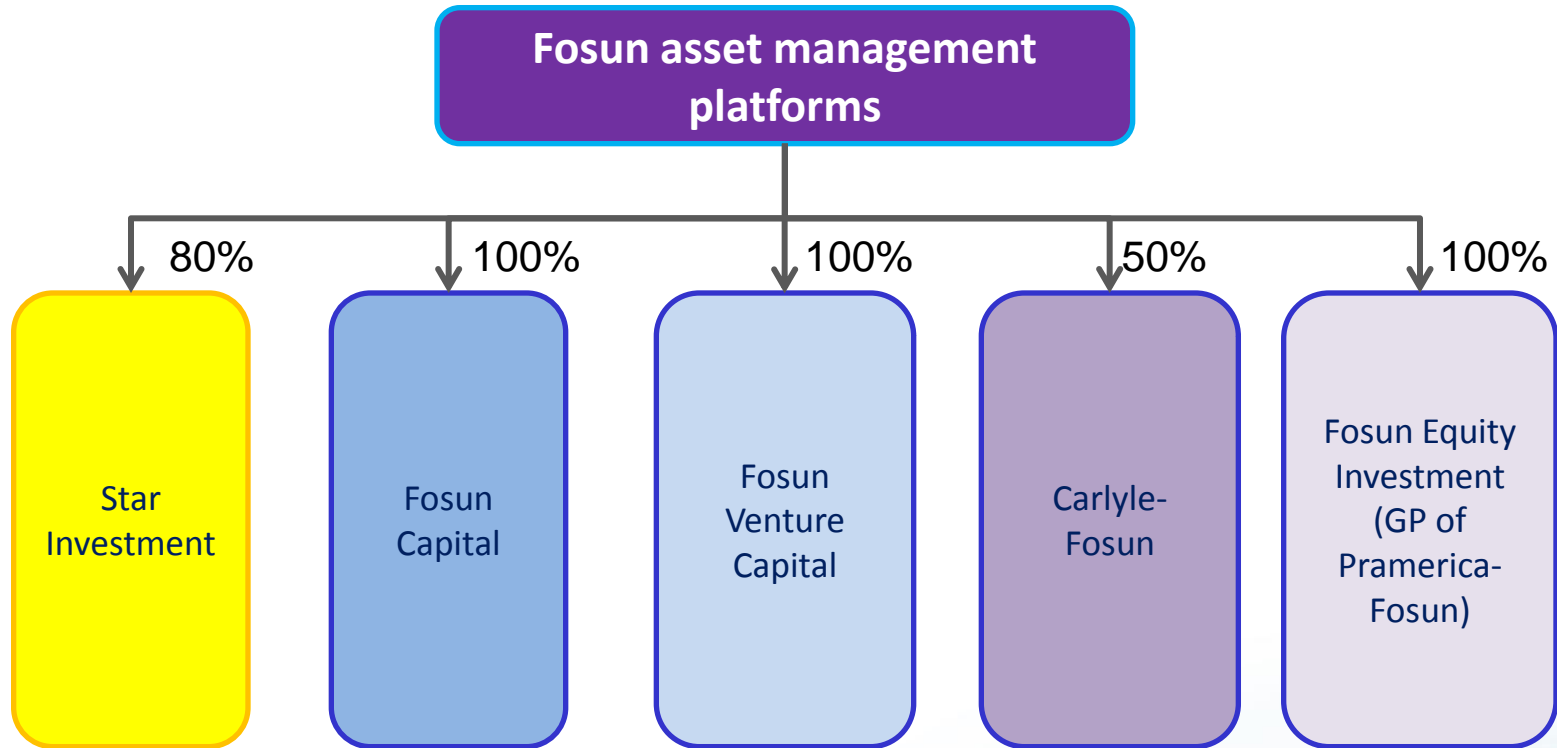 Fosun asset management
platforms
80%
100%
100%
50%
100%
Star
Investment
Fosun
Capital
Fosun
Venture
Capital
Carlyle-
Fosun
Fosun Equity
Investment
(GP of
Pramerica-
Fosun)